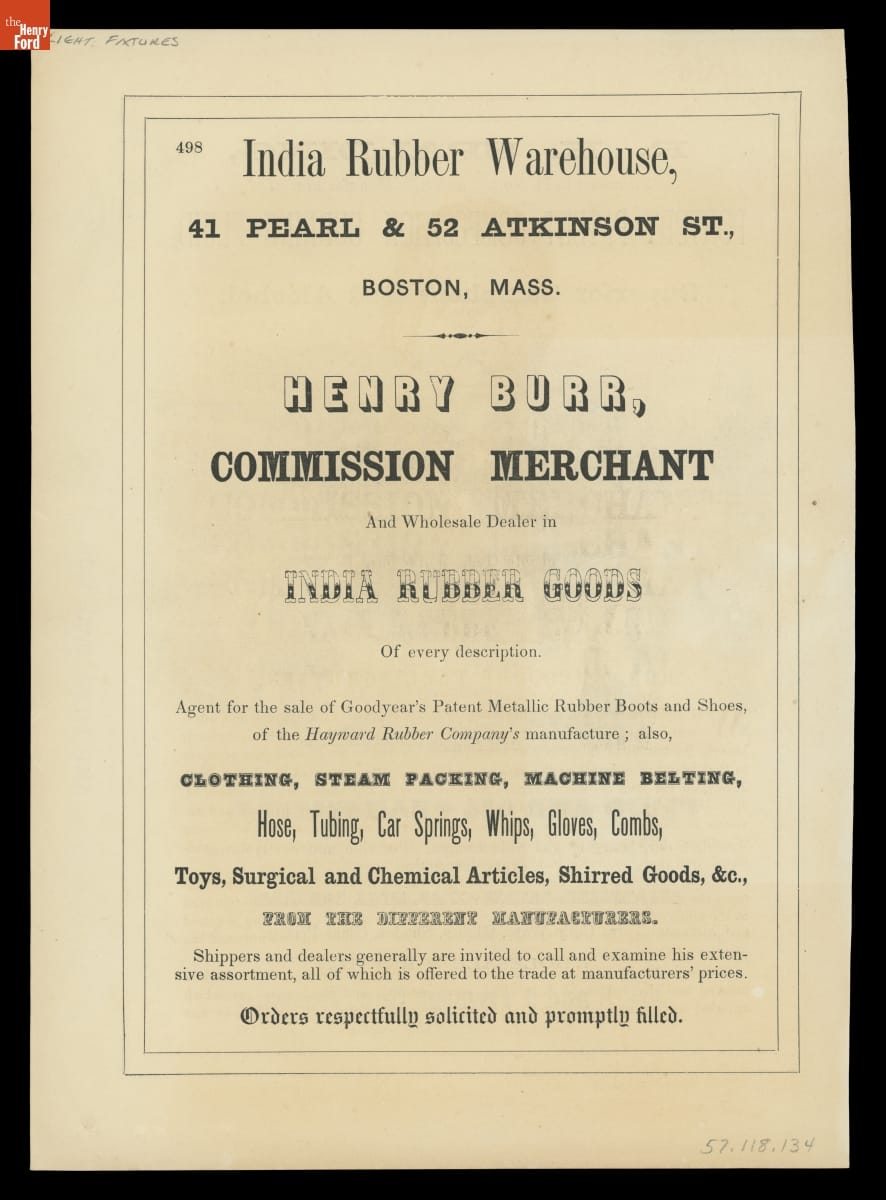 the
Henry
Ford
LIGHT FIXTURES
498
India Rubber Warehouse,
41 PEARL & 52 ATKINSON ST.,
BOSTON, MASS.
HENRY BURR,
COMMISSION MERCHANT
And Wholesale Dealer in
INDIA RUBBER GOODS
Of every description.
Agent for the sale of Goodyear's Patent Metallic Rubber Boots and Shoes,
of the Hayward Rubber Company's manufacture; also,
CLOTHING, STEAM PACKING, MACHINE BELTING,
Hose, Tubing, Car Springs, Whips, Gloves, Combs,
Toys, Surgical and Chemical Articles, Shirred Goods, &c.,
FROM THE DIFFERENT MANUFACTURERS.
Shippers and dealers generally are invited to call and examine his exten-
sive assortment, all of which is offered to the trade at manufacturers' prices.
Orders respectfully solicited and promptly filled.
57.118.134